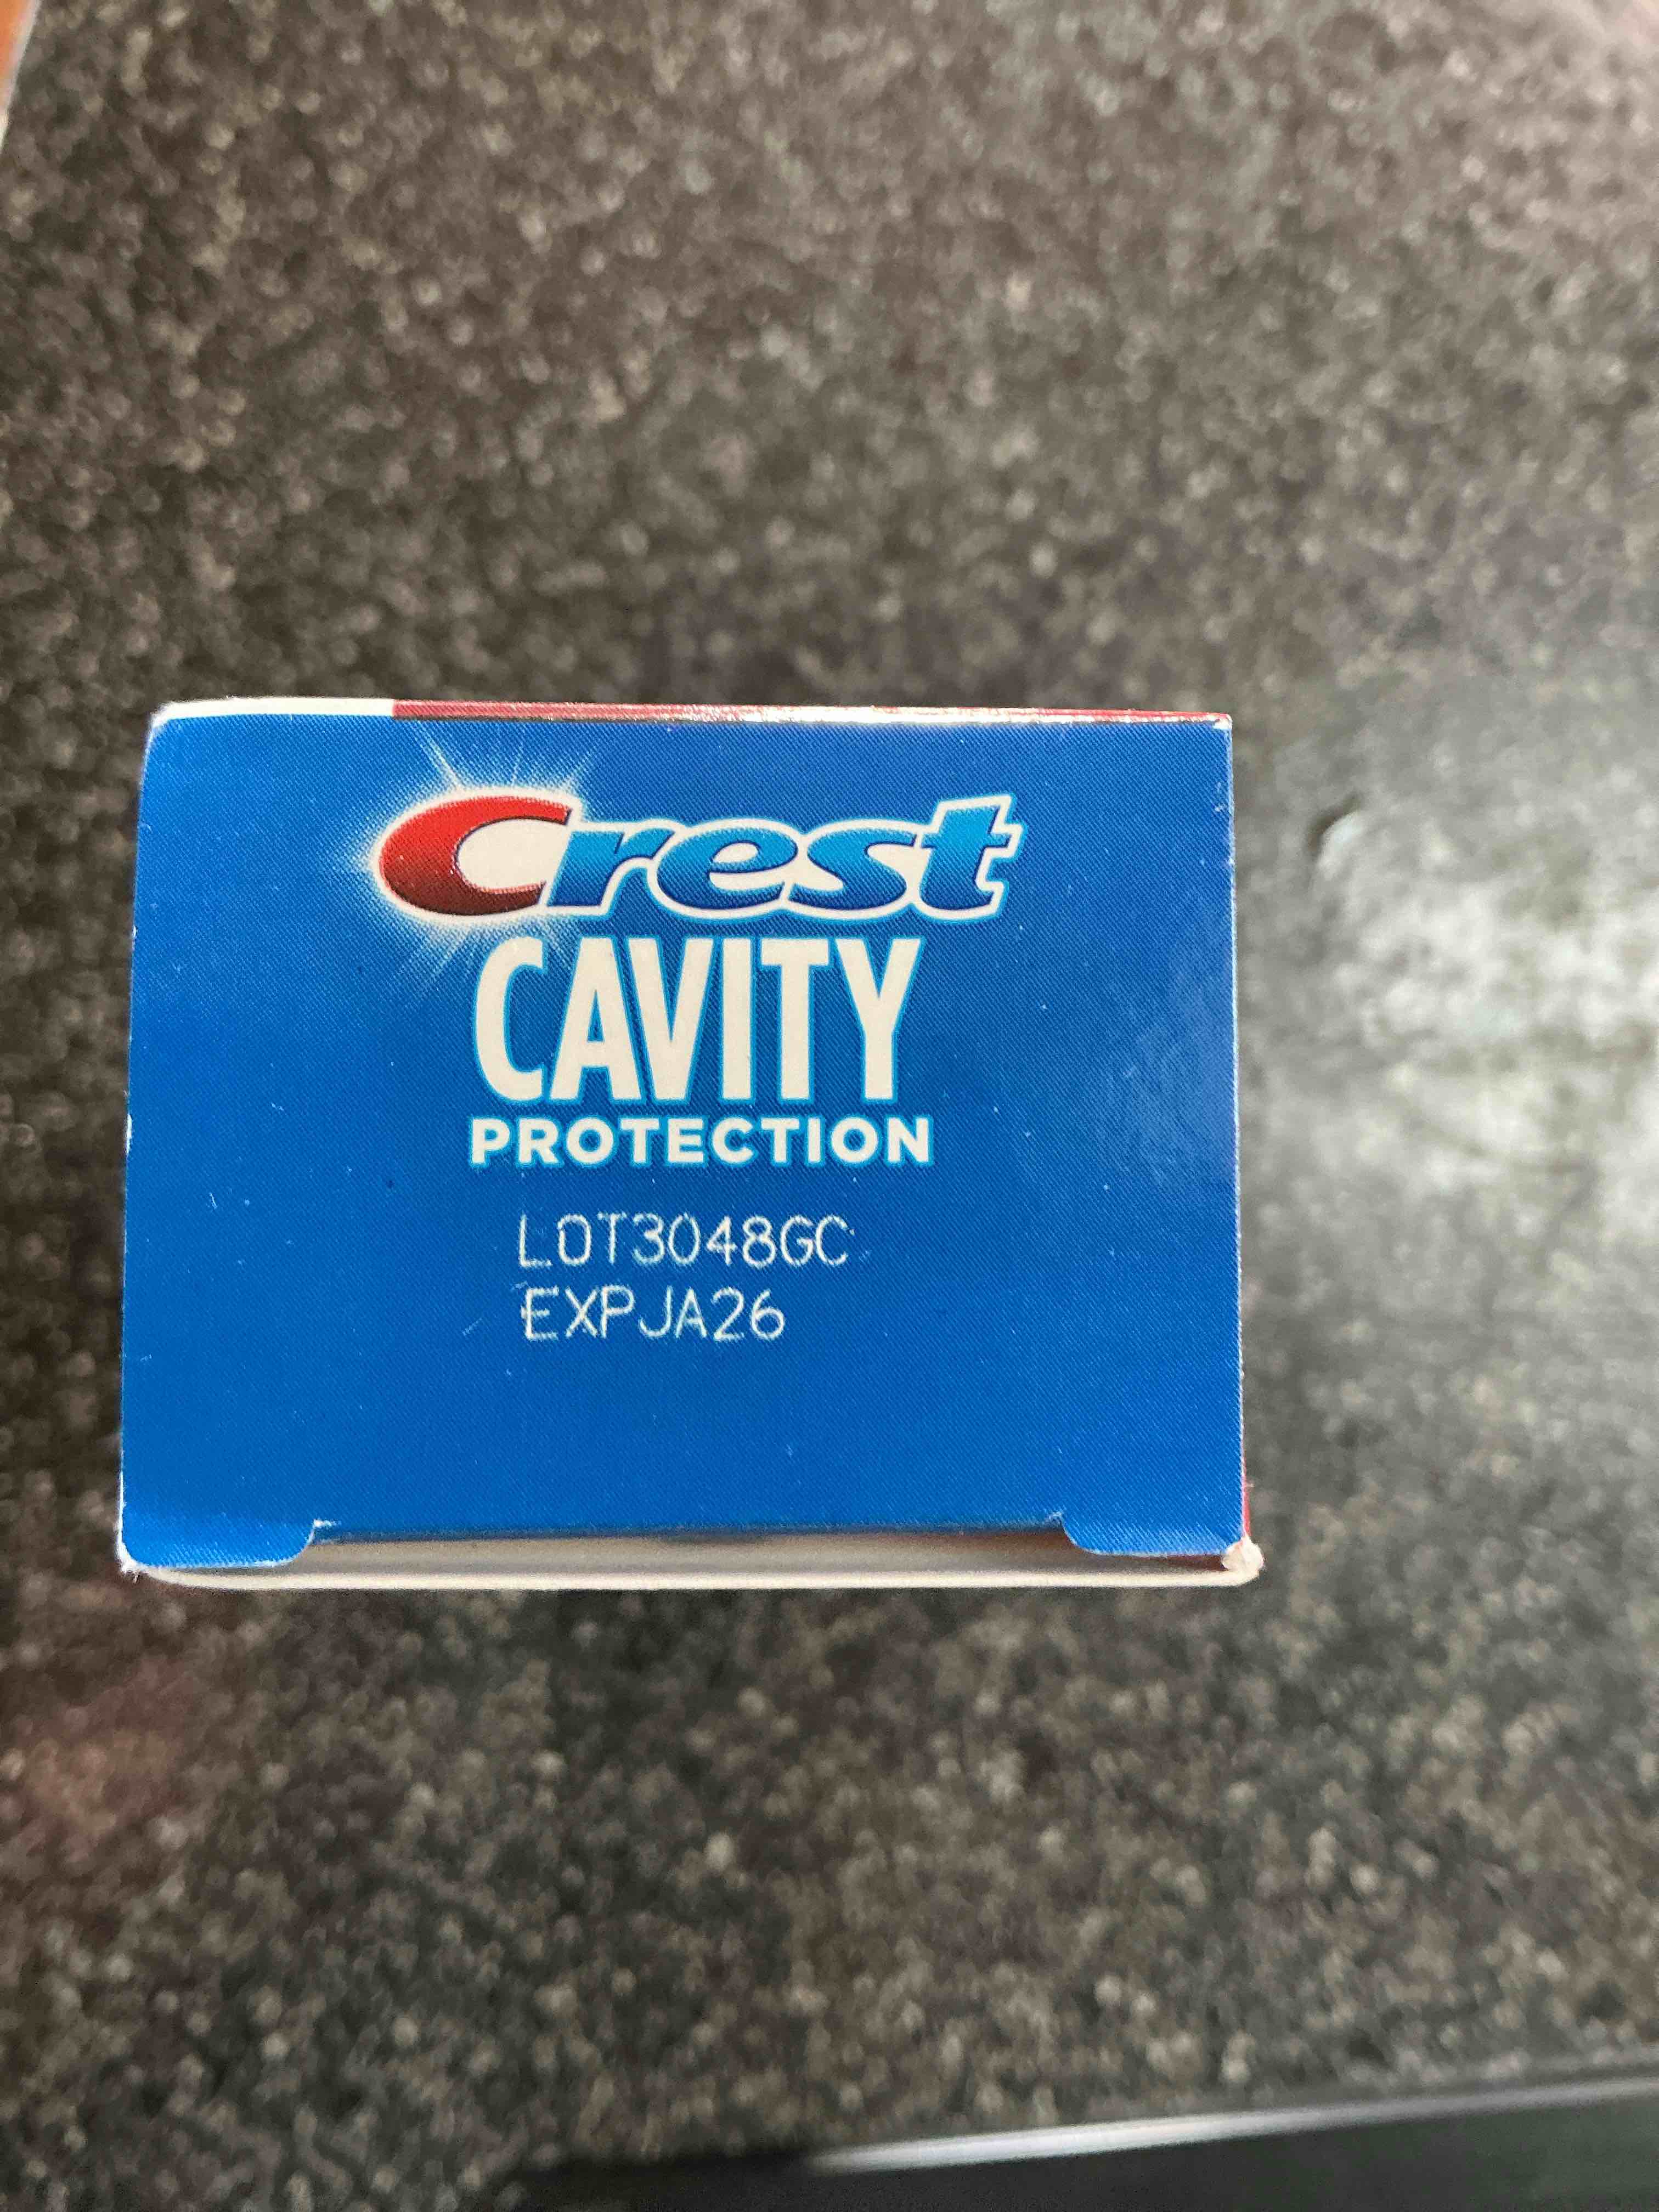 Crest
CAVITY
PROTECTION
LOT3048GC
EXPJA26